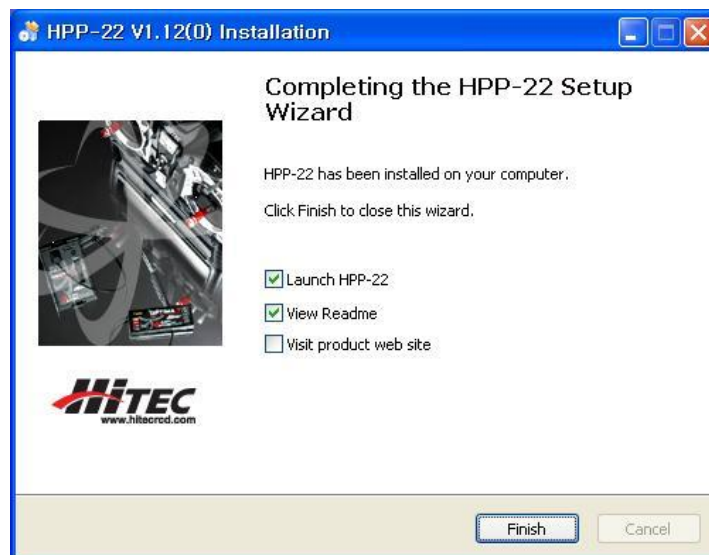 HPP-22 V1.12(0) Installation
Completing the HPP-22 Setup
Wizard
HPP-22 has been installed on your computer.
Click Finish to close this wizard.
Launch HPP-22
View Readme
Visit product web site
HiTEC
www.hitecrcd.com
Finish
Cancel